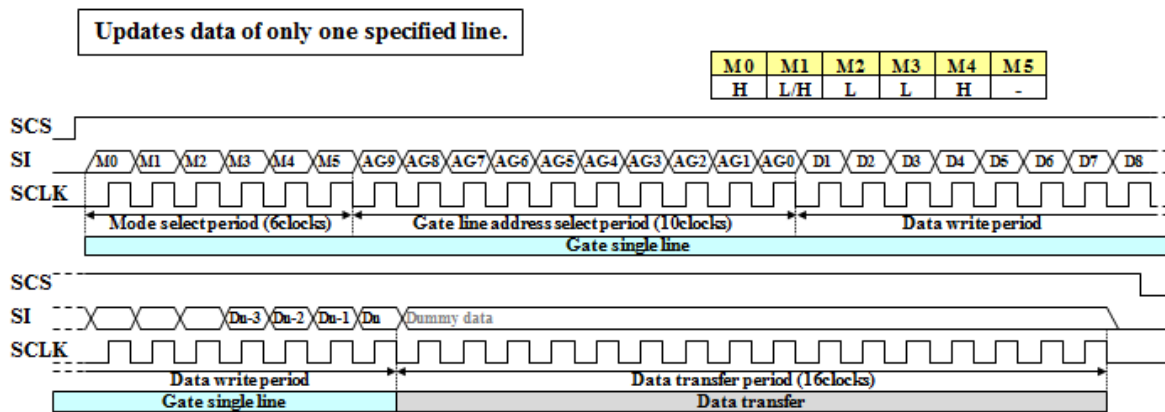 Updates data of only one specified line.
M0 M1 M2 M3 M4 M5
H L/H L L H -
SCS
SI M0 M1 M2 M3 M4 M5 AG9 AG8 AG7 AG6 AG5 AG4 AG3 AG2 AG1 AG0 D1 D2 D3 D4 D5 D6 D7 D8
SCLK
Mode select period (6clocks) Gate line address select period (10clocks) Data write period
Gate single line
SCS
SI Dn-3 Dn-2 Dn-1 Dn Dummy data
SCLK
Data write period Data transfer period (16clocks)
Gate single line Data transfer